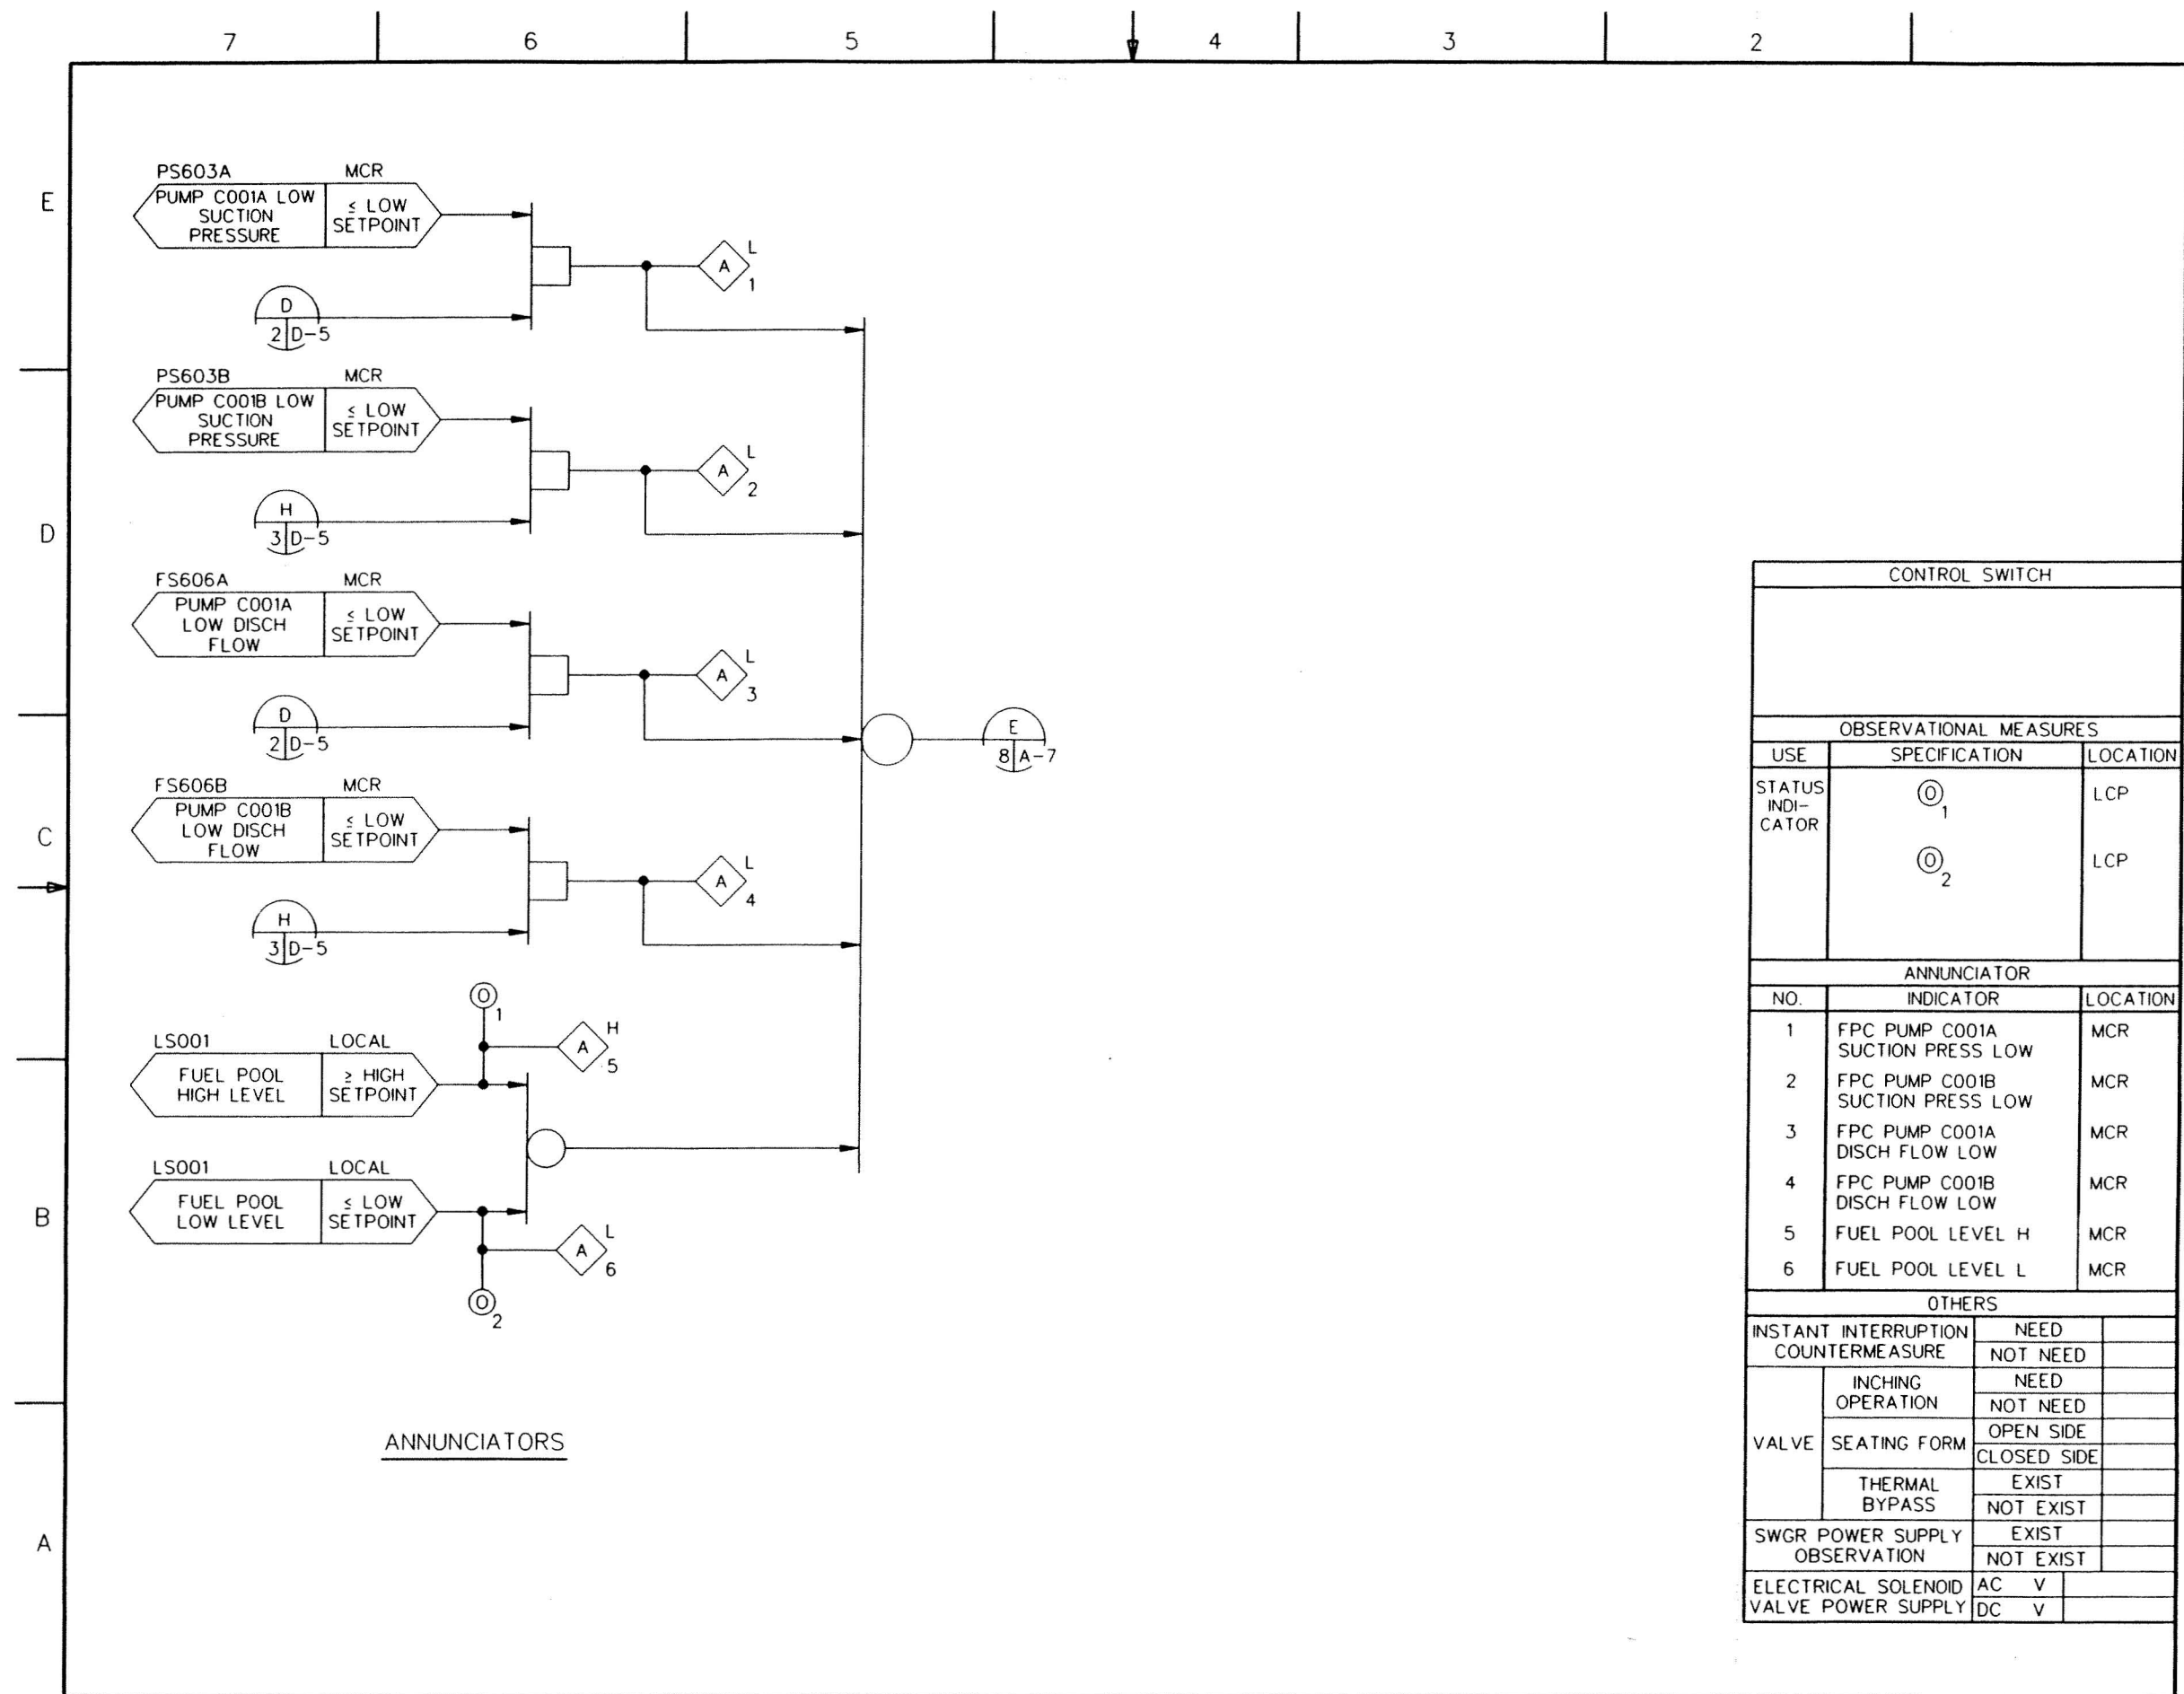 7 6 5 4 3 2
E
D
C
B
A
PS603A MCR
PUMP C001A LOW
SUCTION
PRESSURE
≤ LOW
SETPOINT
D
2 D-5
A L
1
PS603B MCR
PUMP C001B LOW
SUCTION
PRESSURE
≤ LOW
SETPOINT
H
3 D-5
A L
2
FS606A MCR
PUMP C001A
LOW DISCH
FLOW
≤ LOW
SETPOINT
D
2 D-5
A L
3
E
8 A-7
FS606B MCR
PUMP C001B
LOW DISCH
FLOW
≤ LOW
SETPOINT
H
3 D-5
A L
4
O 1
A H
5
LS001 LOCAL
FUEL POOL
HIGH LEVEL
≥ HIGH
SETPOINT
LS001 LOCAL
FUEL POOL
LOW LEVEL
≤ LOW
SETPOINT
A L
6
O 2
ANNUNCIATORS
CONTROL SWITCH
OBSERVATIONAL MEASURES
USE SPECIFICATION LOCATION
STATUS
INDI-
CATOR
O 1 LCP
O 2 LCP
ANNUNCIATOR
NO. INDICATOR LOCATION
1 FPC PUMP C001A MCR
SUCTION PRESS LOW
2 FPC PUMP C001B MCR
SUCTION PRESS LOW
3 FPC PUMP C001A MCR
DISCH FLOW LOW
4 FPC PUMP C001B MCR
DISCH FLOW LOW
5 FUEL POOL LEVEL H MCR
6 FUEL POOL LEVEL L MCR
OTHERS
INSTANT INTERRUPTION
COUNTERMEASURE
NEED
NOT NEED
VALVE
INCHING
OPERATION
NEED
NOT NEED
SEATING FORM
OPEN SIDE
CLOSED SIDE
THERMAL
BYPASS
EXIST
NOT EXIST
SWGR POWER SUPPLY
OBSERVATION
EXIST
NOT EXIST
ELECTRICAL SOLENOID
VALVE POWER SUPPLY
AC V
DC V